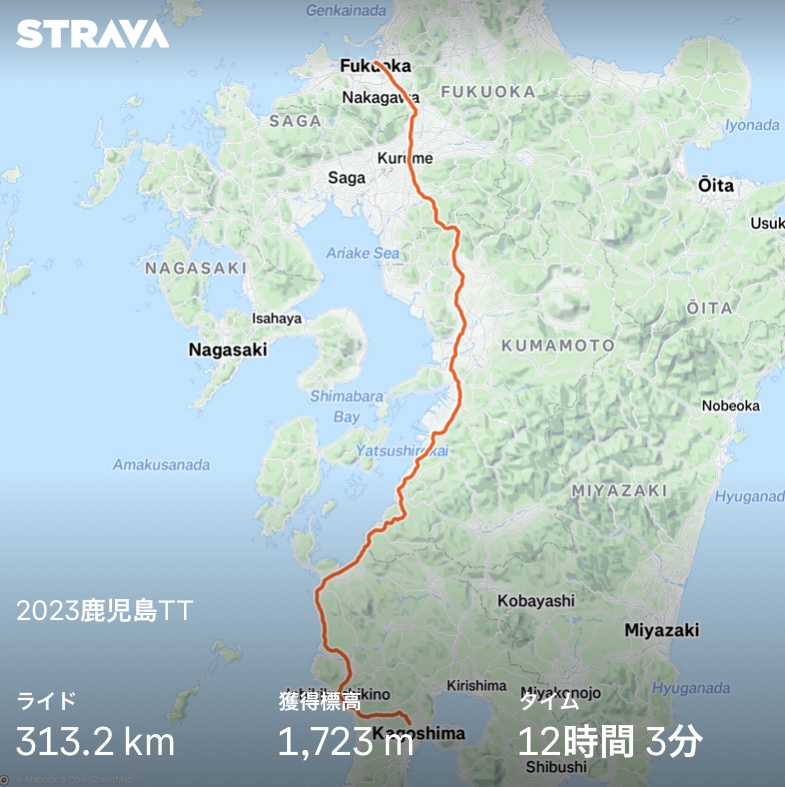 STRAVA
Genkainada
Fukuoka
Nakagawa
FUKUOKA
SAGA
Iyonada
Kurume
Saga
Ōita
Usuk
Ariake Sea
NAGASAKI
Isahaya
ŌITA
Nagasaki
KUMAMOTO
Shimabara
Bay
Nobeoka
Yatsushirokai
Amakusanada
MIYAZAKI
Hyuganad
2023鹿児島TT
Kobayashi
Miyazaki
Kirishima
Miyakonojo
Hyuganada
ライド
獲得標高
タイム
313.2 km
1,723 m
12時間 3分
Kagoshima
Shibushi
© Mapbox © OpenStreetMap